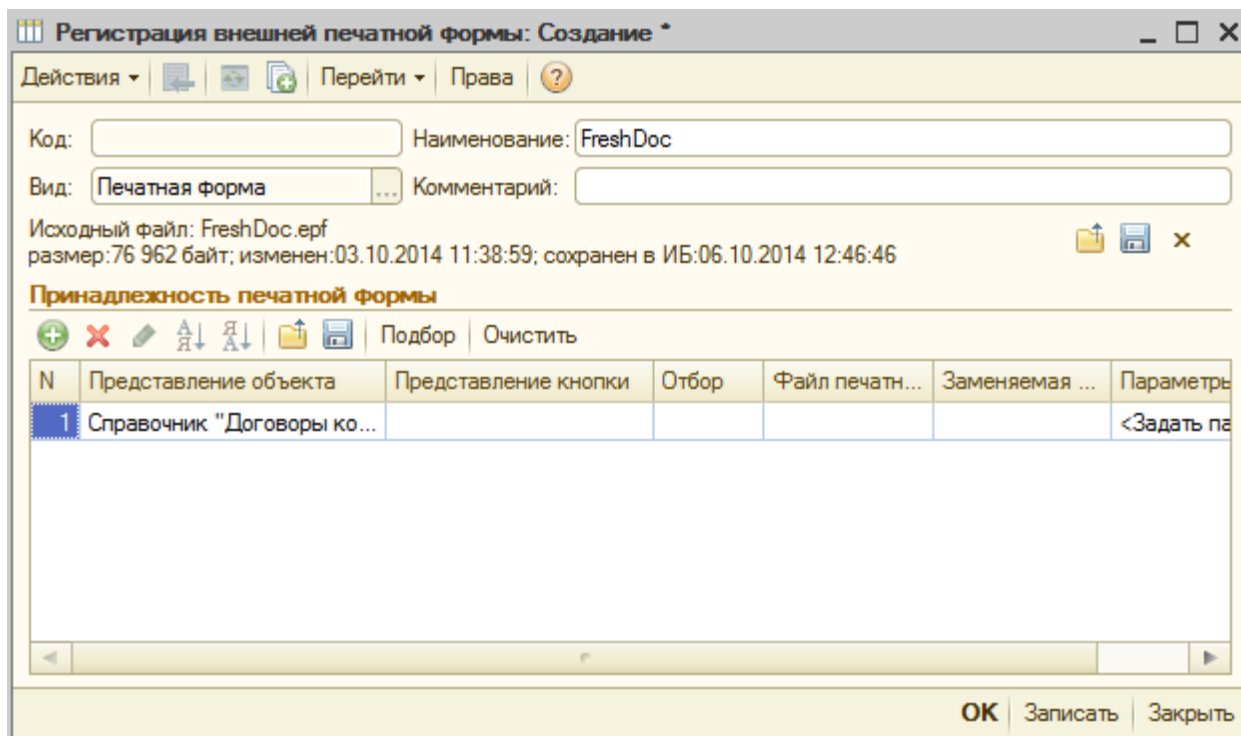 Регистрация внешней печатной формы: Создание *
Действия Перейти Права ?
Код: Наименование: FreshDoc
Вид: Печатная форма ... Комментарий:
Исходный файл: FreshDoc.epf
размер:76 962 байт; изменен:03.10.2014 11:38:59; сохранен в ИБ:06.10.2014 12:46:46
Принадлежность печатной формы
Подбор Очистить
N Представление объекта Представление кнопки Отбор Файл печатн... Заменяемая ... Параметры
1 Справочник "Договоры ко... <Задать па
OK Записать Закрыть